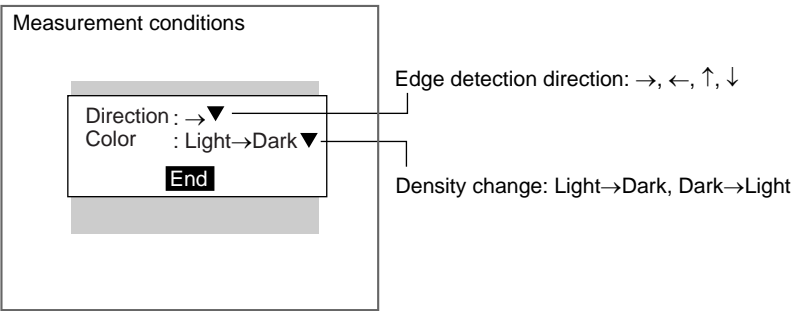 Measurement conditions
Edge detection direction: →, ←, ↑, ↓
Direction : →▼
Color : Light→Dark▼
End
Density change: Light→Dark, Dark→Light